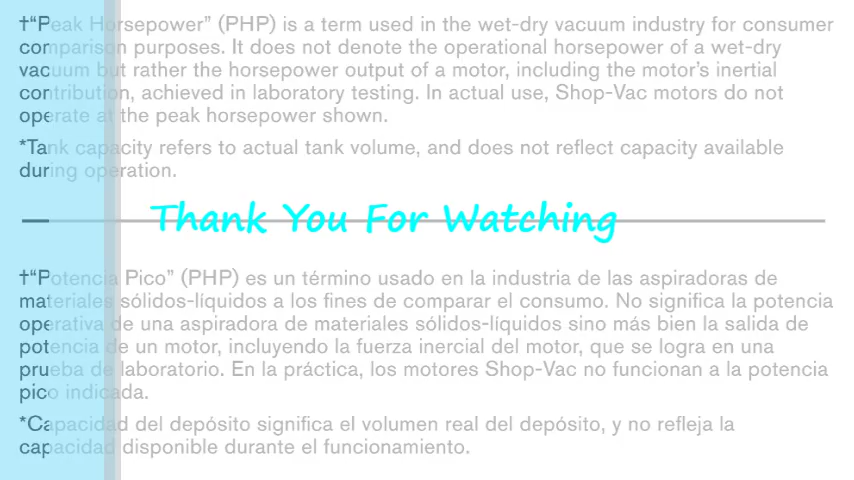 †“Peak Horsepower” (PHP) is a term used in the wet-dry vacuum industry for consumer
comparison purposes. It does not denote the operational horsepower of a wet-dry
vacuum but rather the horsepower output of a motor, including the motor’s inertial
contribution, achieved in laboratory testing. In actual use, Shop-Vac motors do not
operate at the peak horsepower shown.
*Tank capacity refers to actual tank volume, and does not reflect capacity available
during operation.
Thank You For Watching
†“Potencia Pico” (PHP) es un término usado en la industria de las aspiradoras de
materiales sólidos-líquidos a los fines de comparar el consumo. No significa la potencia
operativa de una aspiradora de materiales sólidos-líquidos sino más bien la salida de
potencia de un motor, incluyendo la fuerza inercial del motor, que se logra en una
prueba de laboratorio. En la práctica, los motores Shop-Vac no funcionan a la potencia
pico indicada.
*Capacidad del depósito significa el volumen real del depósito, y no refleja la
capacidad disponible durante el funcionamiento.